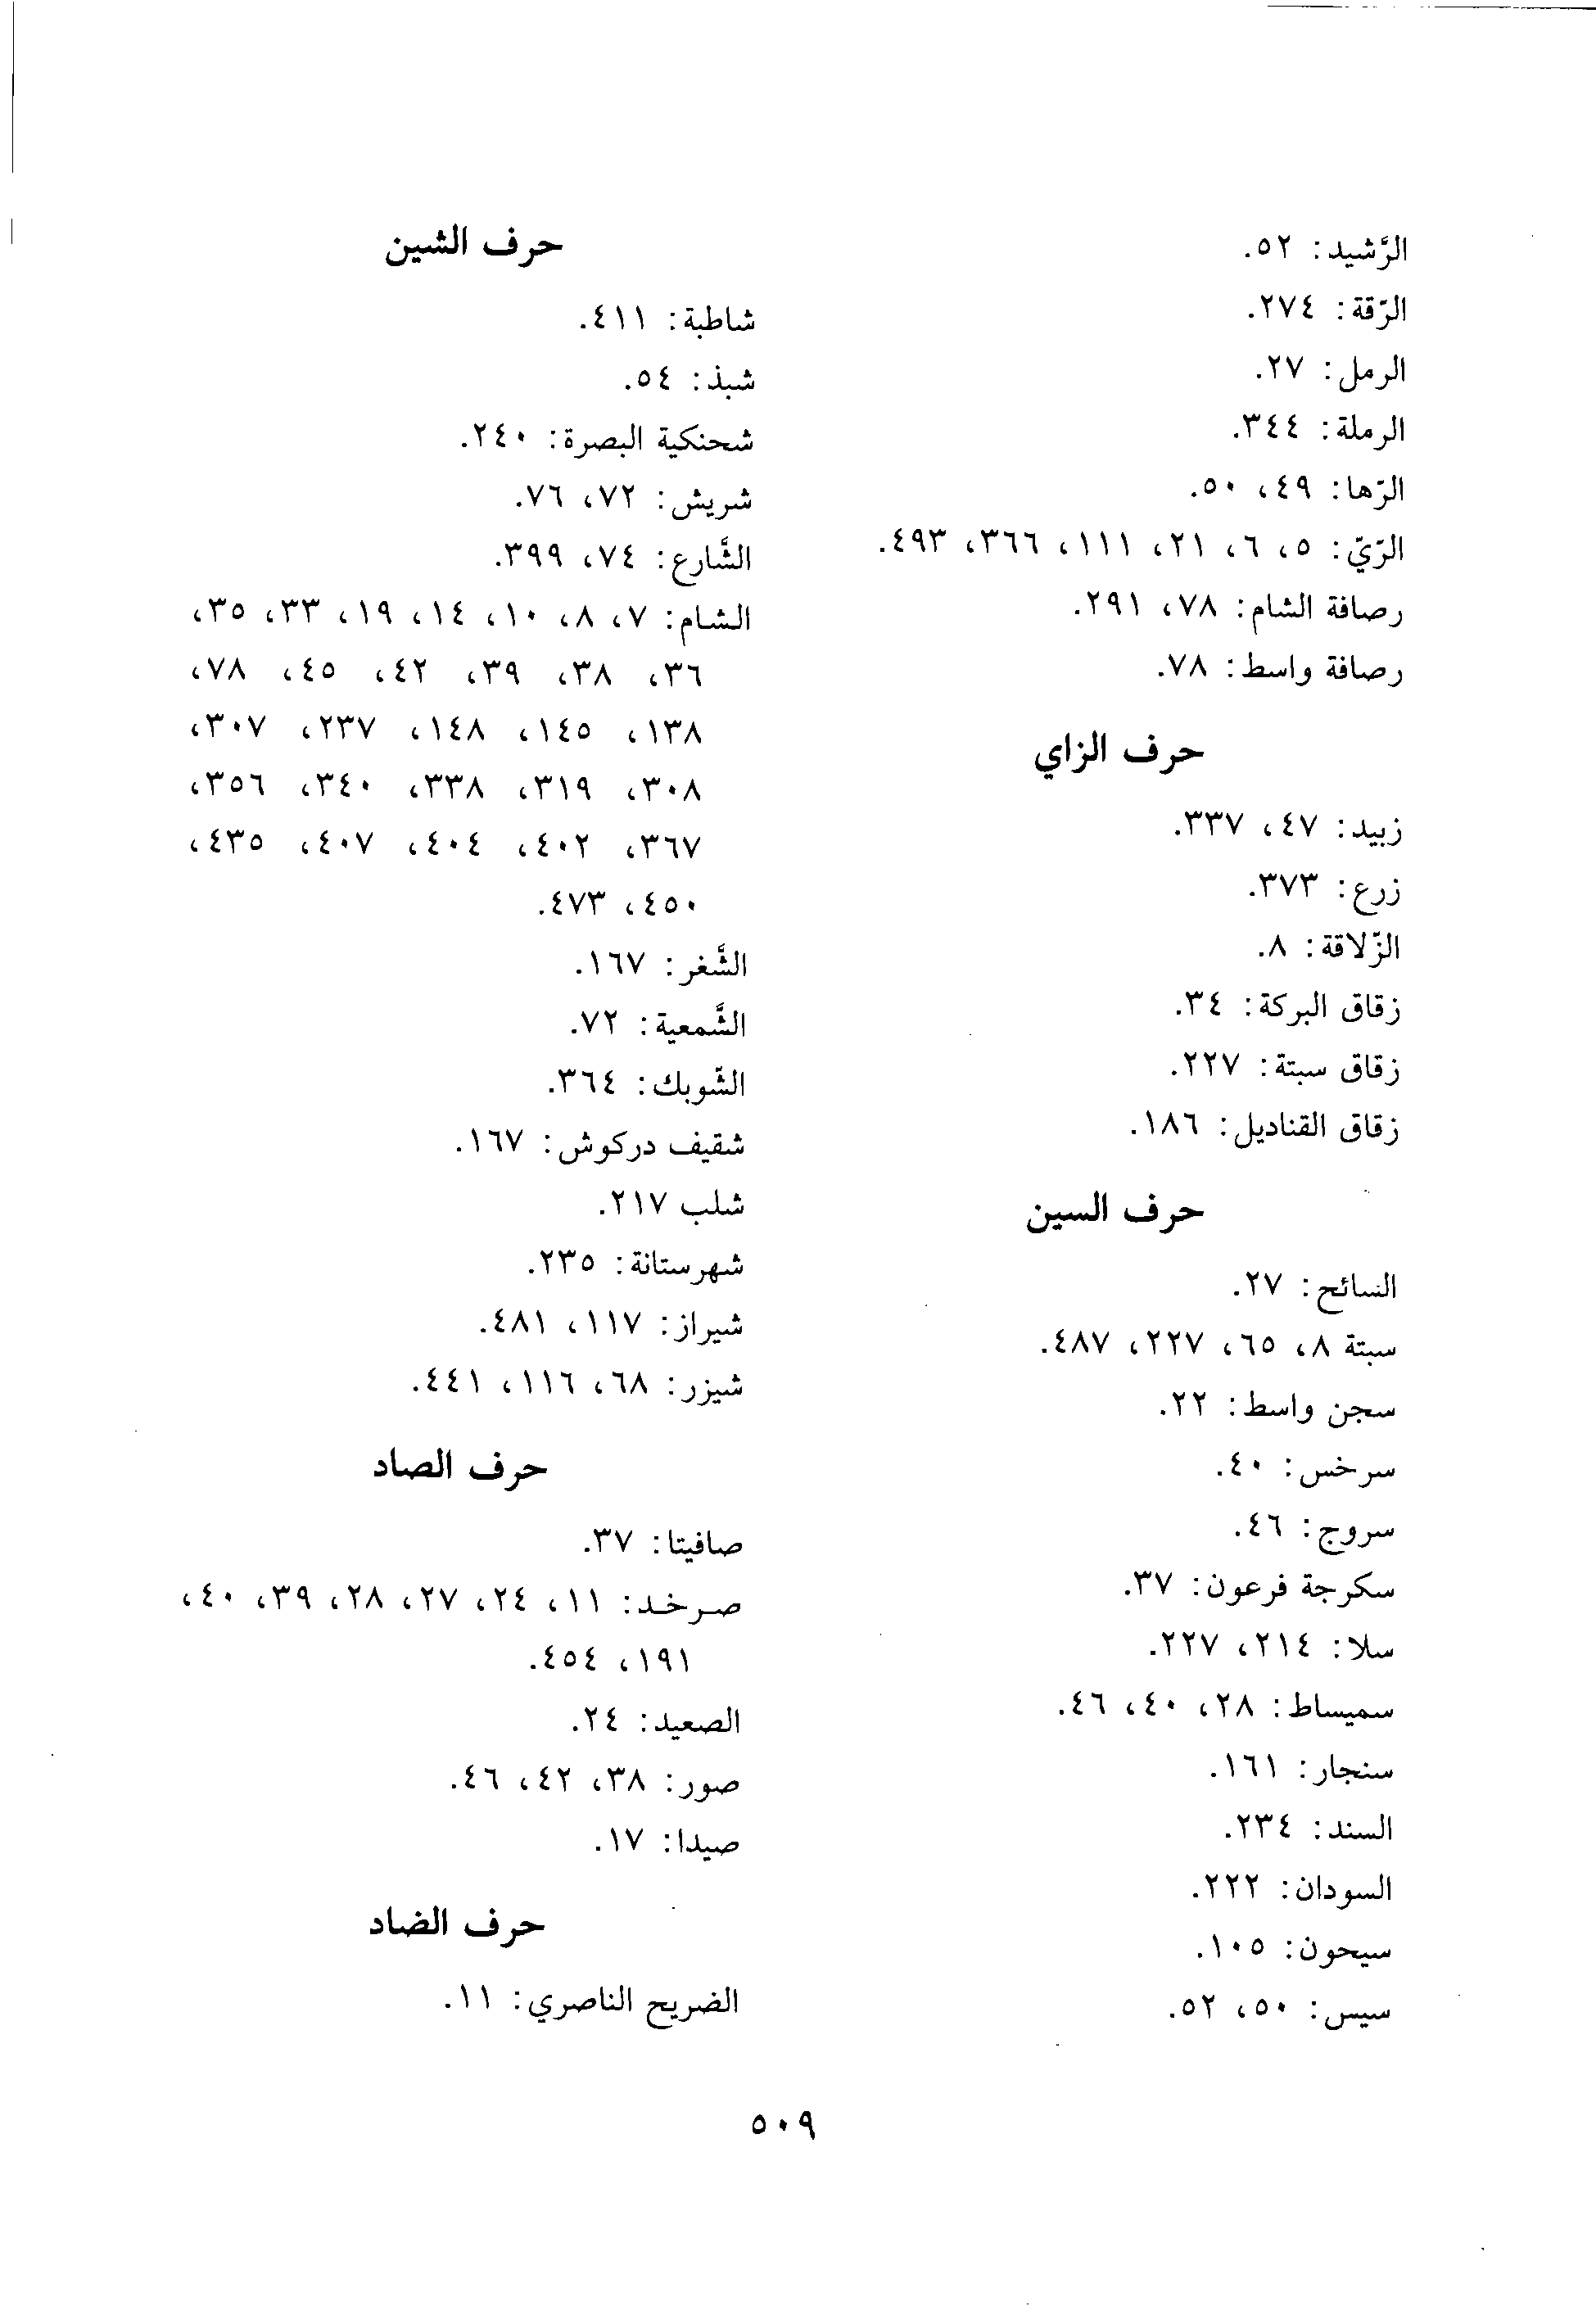 الرَّشيد: ٥٢.
الرّقة: ٢٧٤.
الرمل: ٢٧.
الرملة: ٣٤٤.
الرّها: ٤٩، ٥٠.
الرّيّ: ٥، ٦، ٢١، ١١١، ٣٦٦، ٤٩٣.
رصافة الشام: ٧٨، ٢٩١.
رصافة واسط: ٧٨.
حرف الزاي
زبيد: ٤٧، ٣٣٧.
زرع: ٣٧٣.
الزّلاقة: ٨.
زقاق البركة: ٣٤.
زقاق سبتة: ٢٢٧.
زقاق القناديل: ١٨٦.
حرف السين
السائح: ٢٧.
سبتة ٨، ٦٥، ٢٢٧، ٤٨٧.
سجن واسط: ٢٢.
سرخس: ٤٠.
سروج: ٤٦.
سكرجة فرعون: ٣٧.
سلا: ٢١٤، ٢٢٧.
سميساط: ٢٨، ٤٠، ٤٦.
سنجار: ١٦١.
السند: ٢٣٤.
السودان: ٢٢٢.
سيحون: ١٠٥.
سيس: ٥٠، ٥٢.
حرف الشين
شاطبة: ٤١١.
شبذ: ٥٤.
شحنكية البصرة: ٢٤٠.
شريش: ٧٢، ٧٦.
الشَّارع: ٧٤، ٣٩٩.
الشام: ٧، ٨، ١٠، ١٤، ١٩، ٣٣، ٣٥،
٣٦، ٣٨، ٣٩، ٤٢، ٤٥، ٧٨،
١٣٨، ١٤٥، ١٤٨، ٢٣٧، ٣٠٧،
٣٠٨، ٣١٩، ٣٣٨، ٣٤٠، ٣٥٦،
٣٦٧، ٤٠٢، ٤٠٤، ٤٠٧، ٤٣٥،
٤٥٠، ٤٧٣.
الشَّغر: ١٦٧.
الشَّمعية: ٧٢.
الشّوبك: ٣٦٤.
شقيف دركوش: ١٦٧.
شلب ٢١٧.
شهرستانة: ٢٣٥.
شيراز: ١١٧، ٤٨١.
شيزر: ٦٨، ١١٦، ٤٤١.
حرف الصاد
صافيتا: ٣٧.
صرخد: ١١، ٢٤، ٢٧، ٢٨، ٣٩، ٤٠،
١٩١، ٤٥٤.
الصعيد: ٢٤.
صور: ٣٨، ٤٢، ٤٦.
صيدا: ١٧.
حرف الضاد
الضريح الناصري: ١١.
٥٠٩